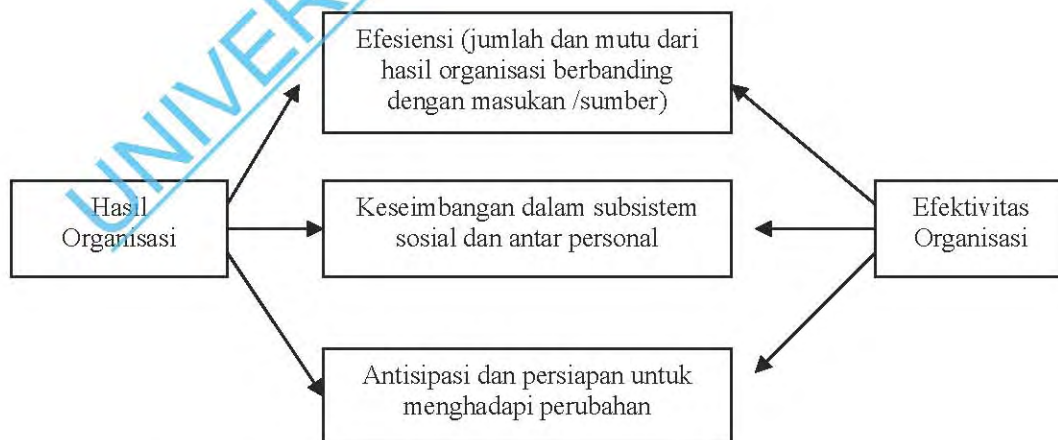 UNIVER
Efesiensi (jumlah dan mutu dari
hasil organisasi berbanding
dengan masukan /sumber)
Hasil
Organisasi
Keseimbangan dalam subsistem
sosial dan antar personal
Efektivitas
Organisasi
Antisipasi dan persiapan untuk
menghadapi perubahan